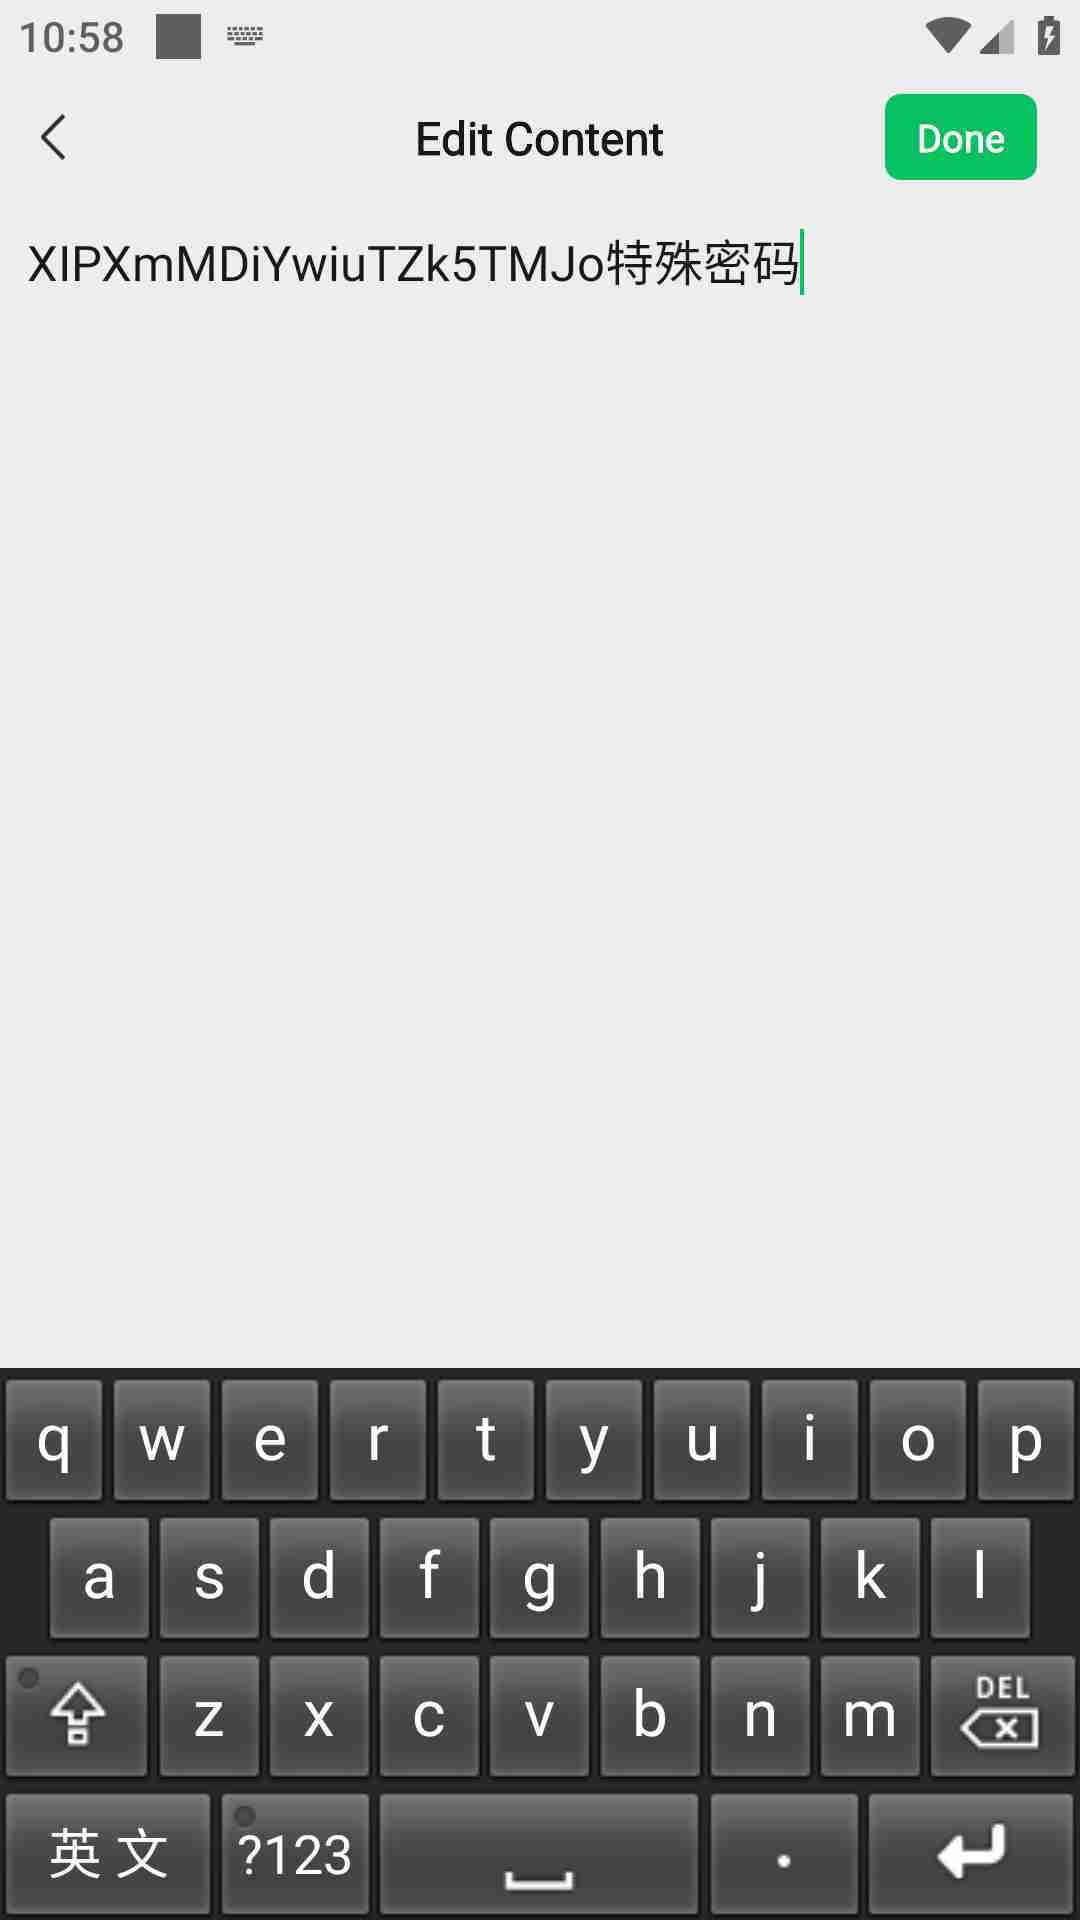 10:58
Edit Content
Done
XIPXmMDiYwiuTZk5TMJo特殊密码
q w e r t y u i o p
a s d f g h j k l
z x c v b n m DEL
英文 ?123 .